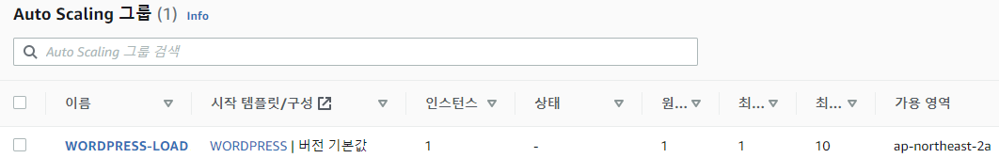 Auto Scaling 그룹 (1) Info
Auto Scaling 그룹 검색
이름 시작 템플릿/구성 인스턴스 상태 원... 최... 최... 가용 영역
WORDPRESS-LOAD WORDPRESS | 버전 기본값 1 - 1 1 10 ap-northeast-2a